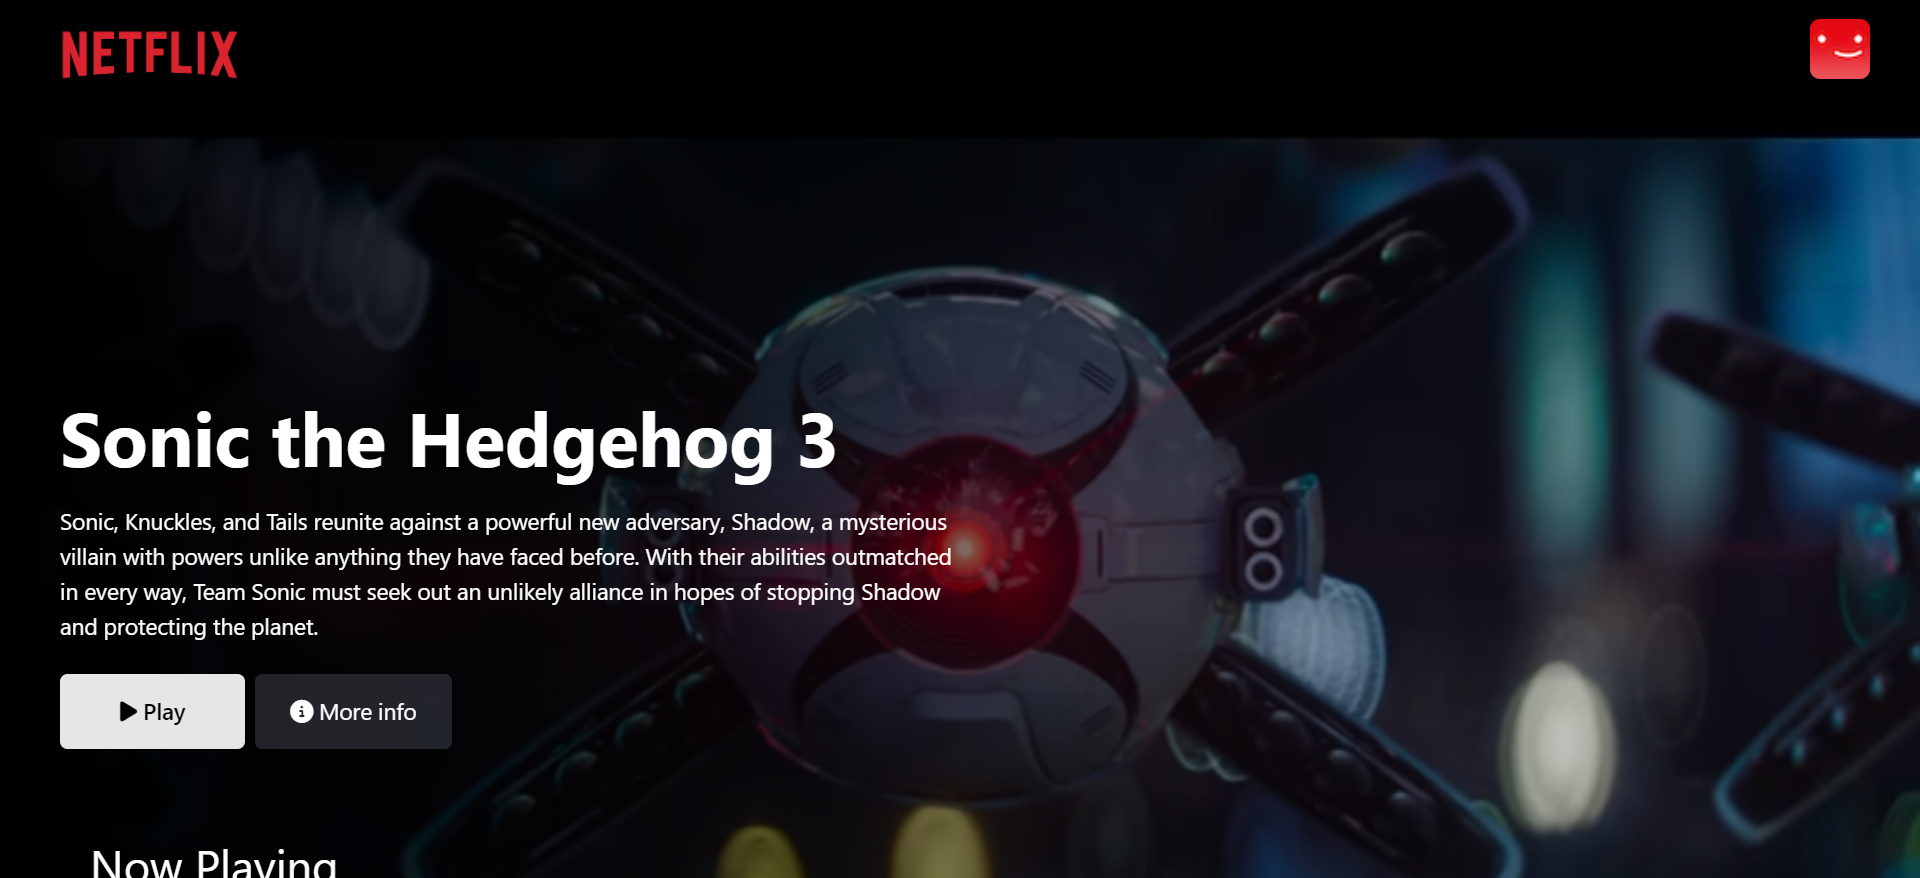 NETFLIX
Sonic the Hedgehog 3
Sonic, Knuckles, and Tails reunite against a powerful new adversary, Shadow, a mysterious
villain with powers unlike anything they have faced before. With their abilities outmatched
in every way, Team Sonic must seek out an unlikely alliance in hopes of stopping Shadow
and protecting the planet.
Play
More info
Now Playing